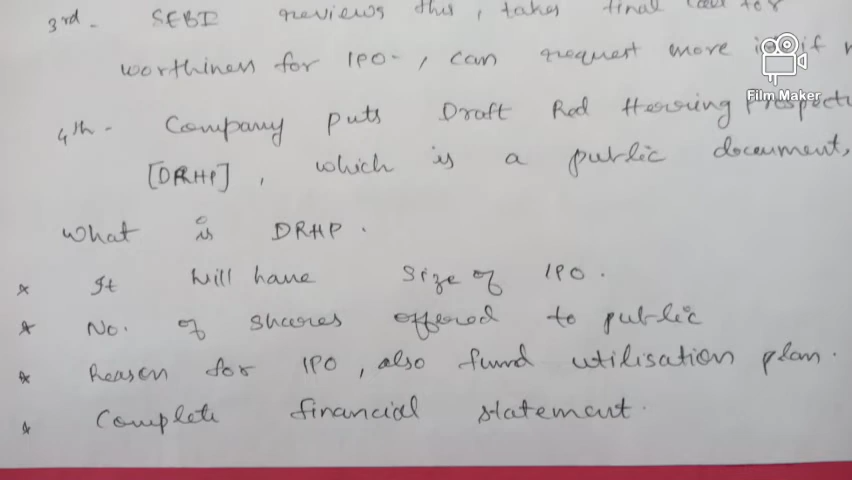 3rd - SEBI reviews this, takes final call for
worthiness for IPO-, can request more if
Film Maker
4th - Company puts Draft Red Herring Prospectu
[DRHP], which is a public document,
What is DRHP.
* It will have size of IPO.
* No. of shares offered to public
* Reason for IPO, also fund utilisation plan.
* Complete financial statement.